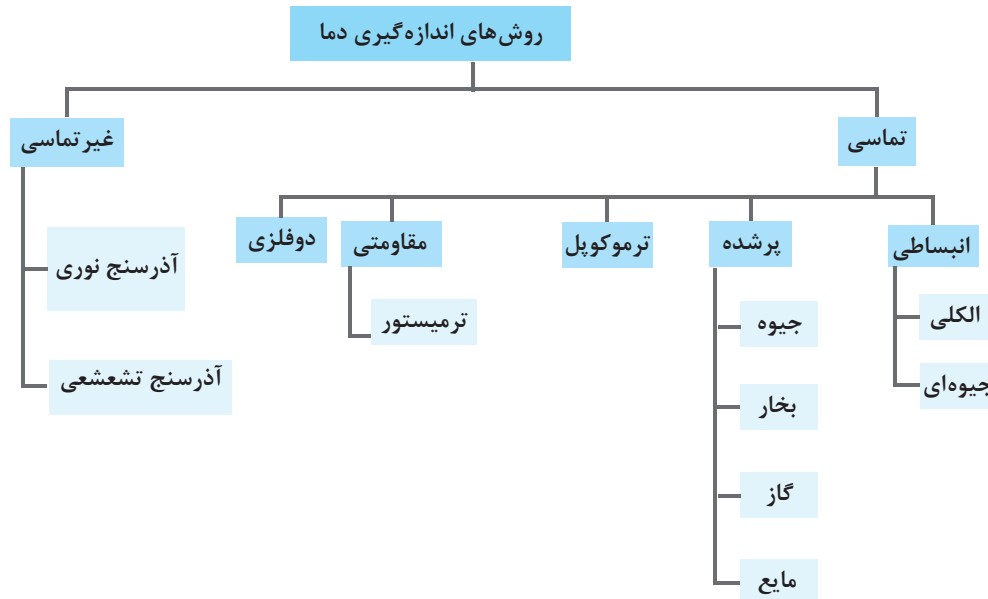 روش‌های اندازه‌گیری دما
تماسی
غیرتماسی
انبساطی
پرشده
ترموکوپل
مقاومتی
دوفلزی
الکلی
جیوه‌ای
جیوه
بخار
گاز
مایع
ترمیستور
آذرسنج نوری
آذرسنج تشعشعی